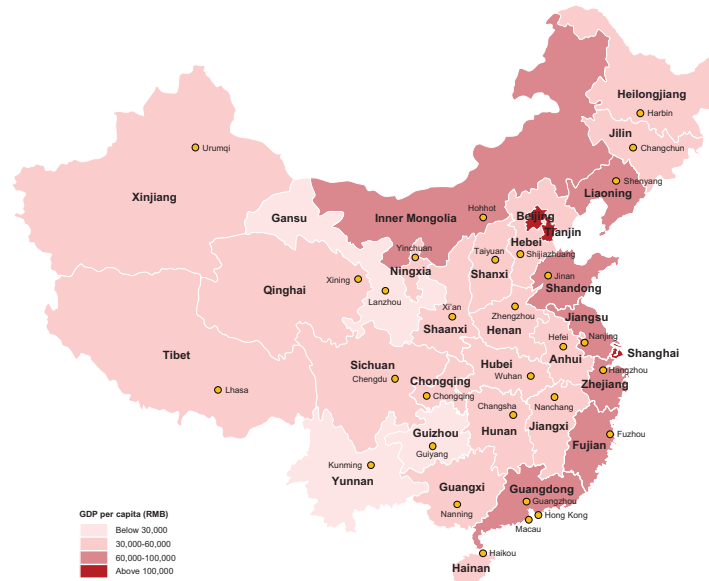 Heilongjiang
Harbin
Jilin
Changchun
Urumqi
Shenyang
Liaoning
Xinjiang
Gansu
Inner Mongolia
Hohhot
Beijing
Tianjin
Hebei
Yinchuan
Taiyuan
Shijiazhuang
Ningxia
Shanxi
Jinan
Shandong
Xining
Qinghai
Lanzhou
Xi'an
Shaanxi
Zhengzhou
Henan
Jiangsu
Nanjing
Hefei
Anhui
Shanghai
Tibet
Sichuan
Chengdu
Hubei
Wuhan
Hangzhou
Zhejiang
Lhasa
Chongqing
Chongqing
Changsha
Hunan
Nanchang
Jiangxi
Guizhou
Guiyang
Fujian
Fuzhou
Kunming
Yunnan
Guangxi
Nanning
Guangdong
Guangzhou
Hong Kong
Macau
Haikou
Hainan
GDP per capita (RMB)
Below 30,000
30,000-60,000
60,000-100,000
Above 100,000